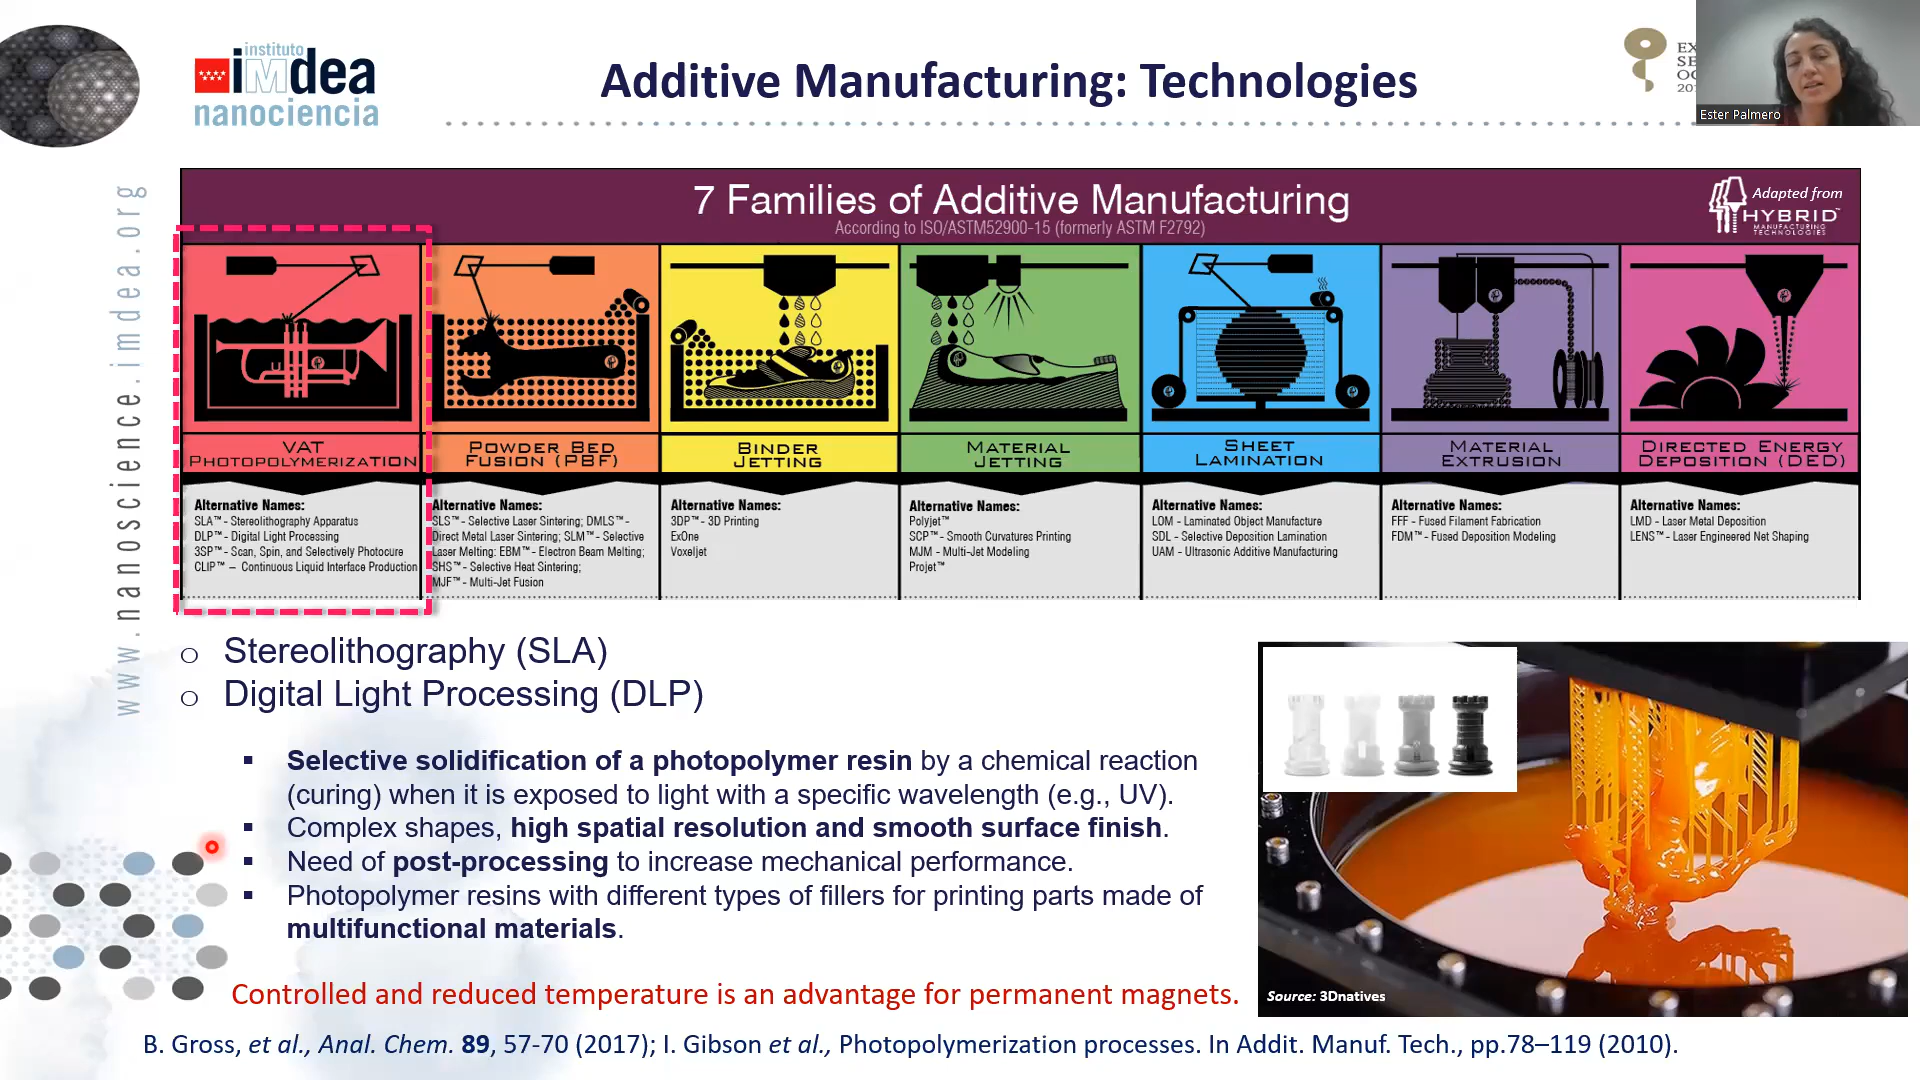 instituto
imdea
nanociencia
Additive Manufacturing: Technologies
Ester Palmero
www.nanoscience.imdea.org
7 Families of Additive Manufacturing
According to ISO/ASTM52900-15 (formerly ASTM F2792)
Adapted from
HYBRID™
MANUFACTURING
TECHNOLOGIES
VAT
PHOTOPOLYMERIZATION
Alternative Names:
SLA™ - Stereolithography Apparatus
DLP™ - Digital Light Processing
3SP™ - Scan, Spin, and Selectively Photocure
CLIP™ – Continuous Liquid Interface Production
POWDER BED
FUSION (PBF)
Alternative Names:
SLS™ - Selective Laser Sintering; DMLS™ -
Direct Metal Laser Sintering; SLM™ - Selective
Laser Melting: EBM™ - Electron Beam Melting;
SHS™ - Selective Heat Sintering;
MJF™ - Multi-Jet Fusion
BINDER
JETTING
Alternative Names:
3DP™ - 3D Printing
ExOne
Voxeljet
MATERIAL
JETTING
Alternative Names:
Polyjet™
SCP™ - Smooth Curvatures Printing
MJM - Multi-Jet Modeling
Projet™
SHEET
LAMINATION
Alternative Names:
LOM - Laminated Object Manufacture
SDL - Selective Deposition Lamination
UAM - Ultrasonic Additive Manufacturing
MATERIAL
EXTRUSION
Alternative Names:
FFF - Fused Filament Fabrication
FDM™ - Fused Deposition Modeling
DIRECTED ENERGY
DEPOSITION (DED)
Alternative Names:
LMD - Laser Metal Deposition
LENS™ - Laser Engineered Net Shaping
o Stereolithography (SLA)
o Digital Light Processing (DLP)
▪ Selective solidification of a photopolymer resin by a chemical reaction
(curing) when it is exposed to light with a specific wavelength (e.g., UV).
▪ Complex shapes, high spatial resolution and smooth surface finish.
▪ Need of post-processing to increase mechanical performance.
▪ Photopolymer resins with different types of fillers for printing parts made of
multifunctional materials.
Controlled and reduced temperature is an advantage for permanent magnets.
Source: 3Dnatives
B. Gross, et al., Anal. Chem. 89, 57-70 (2017); I. Gibson et al., Photopolymerization processes. In Addit. Manuf. Tech., pp.78–119 (2010).